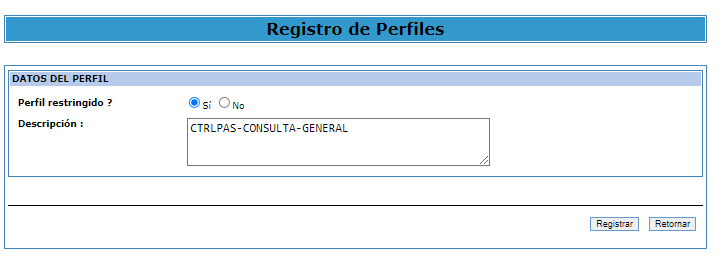 Registro de Perfiles
DATOS DEL PERFIL
Perfil restringido ? Sí No
Descripción : CTRLPAS-CONSULTA-GENERAL
Registrar Retornar